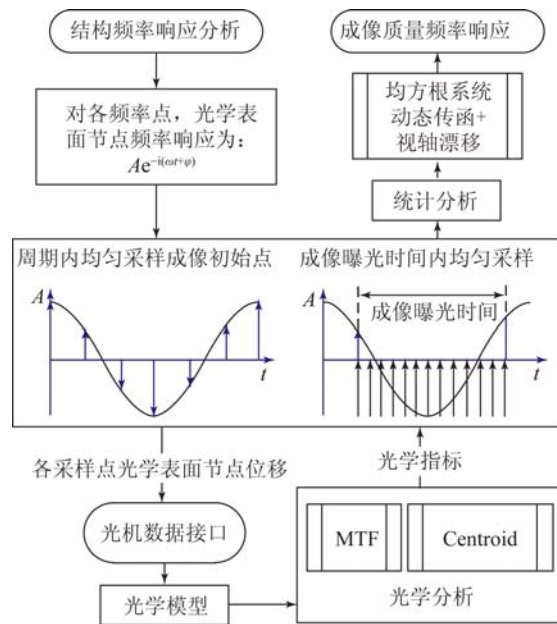 结构频率响应分析
成像质量频率响应
对各频率点，光学表
面节点频率响应为：
Ae^{-i(ωt+φ)}
均方根系统
动态传函+
视轴漂移
统计分析
周期内均匀采样成像初始点
成像曝光时间内均匀采样
A
t
A
成像曝光时间
t
各采样点光学表面节点位移
光学指标
光机数据接口
MTF
Centroid
光学模型
光学分析